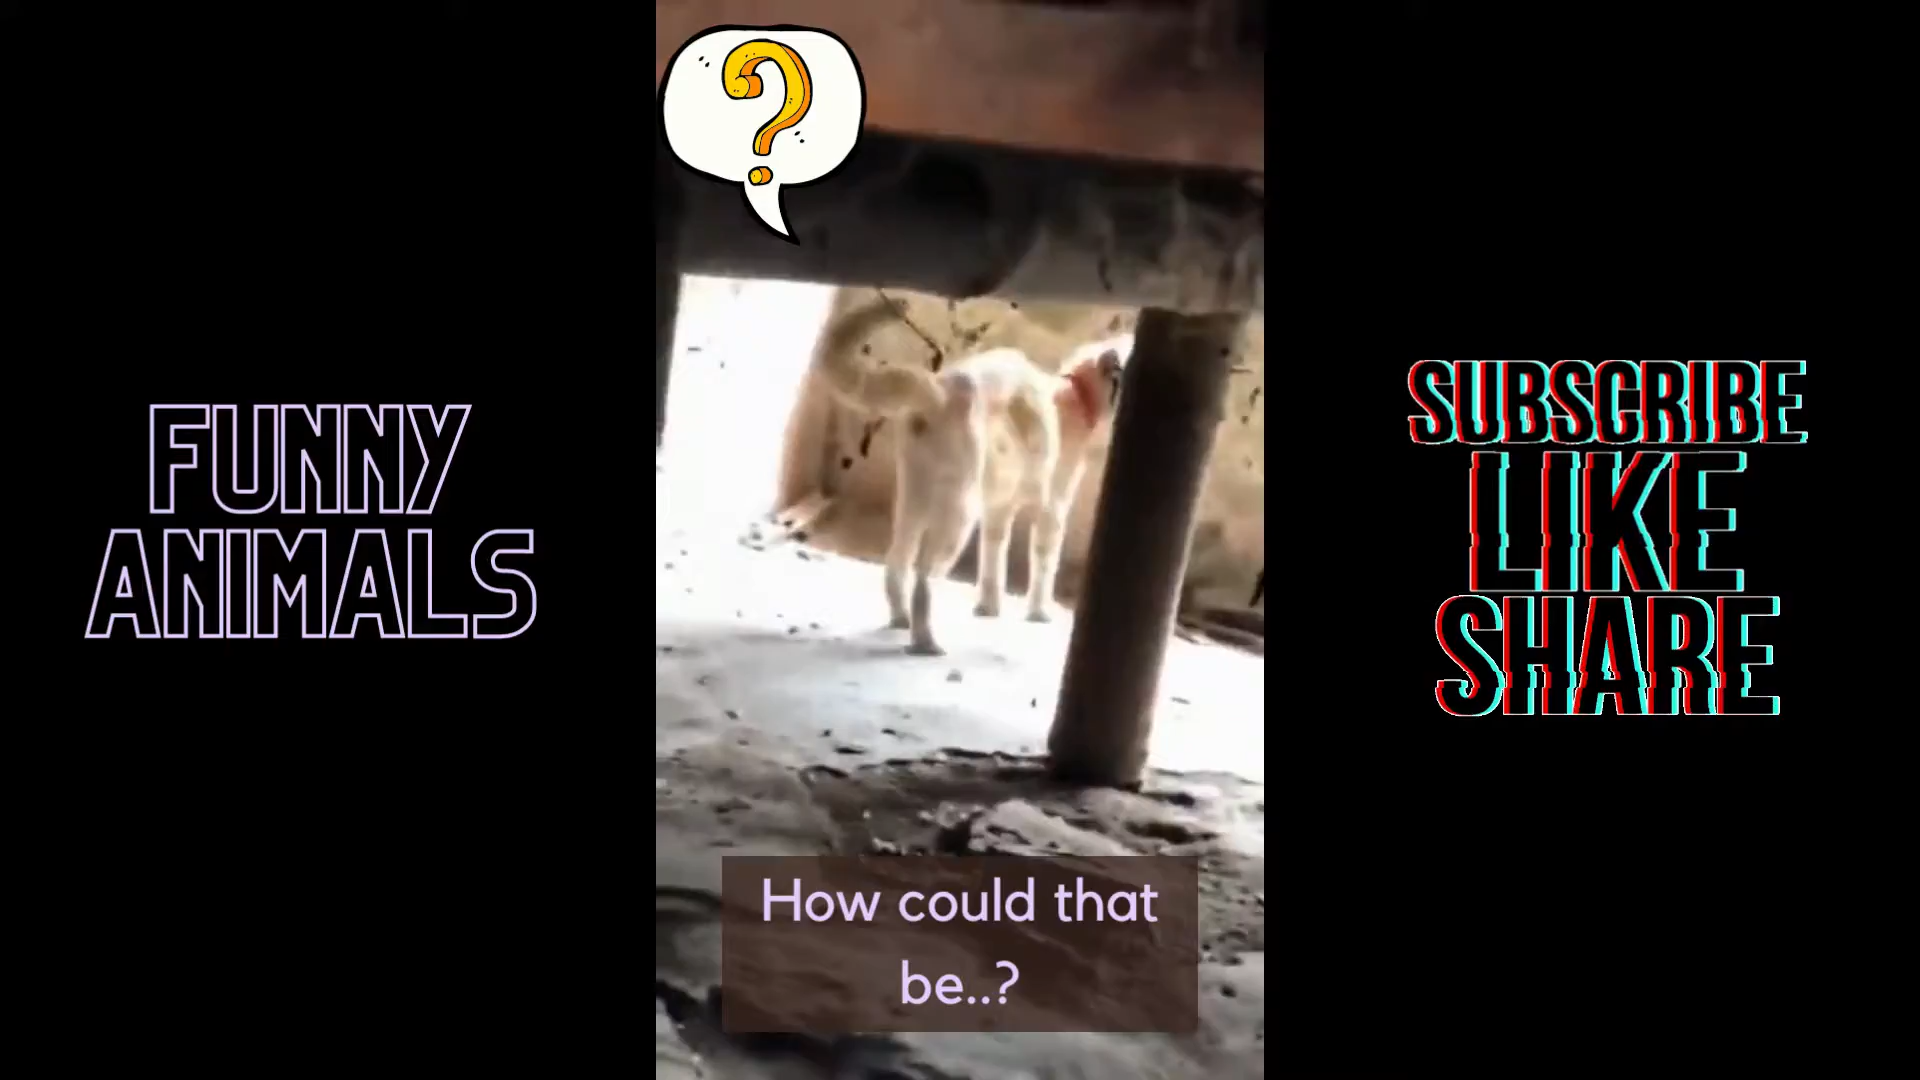 ?
FUNNY
ANIMALS
SUBSCRIBE
LIKE
SHARE
How could that
be..?